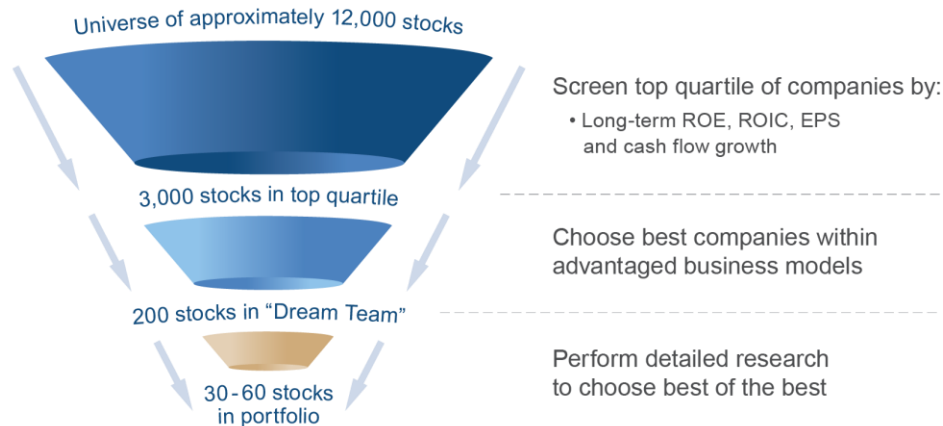 Universe of approximately 12,000 stocks
Screen top quartile of companies by:
• Long-term ROE, ROIC, EPS
and cash flow growth
3,000 stocks in top quartile
Choose best companies within
advantaged business models
200 stocks in “Dream Team”
Perform detailed research
to choose best of the best
30-60 stocks
in portfolio